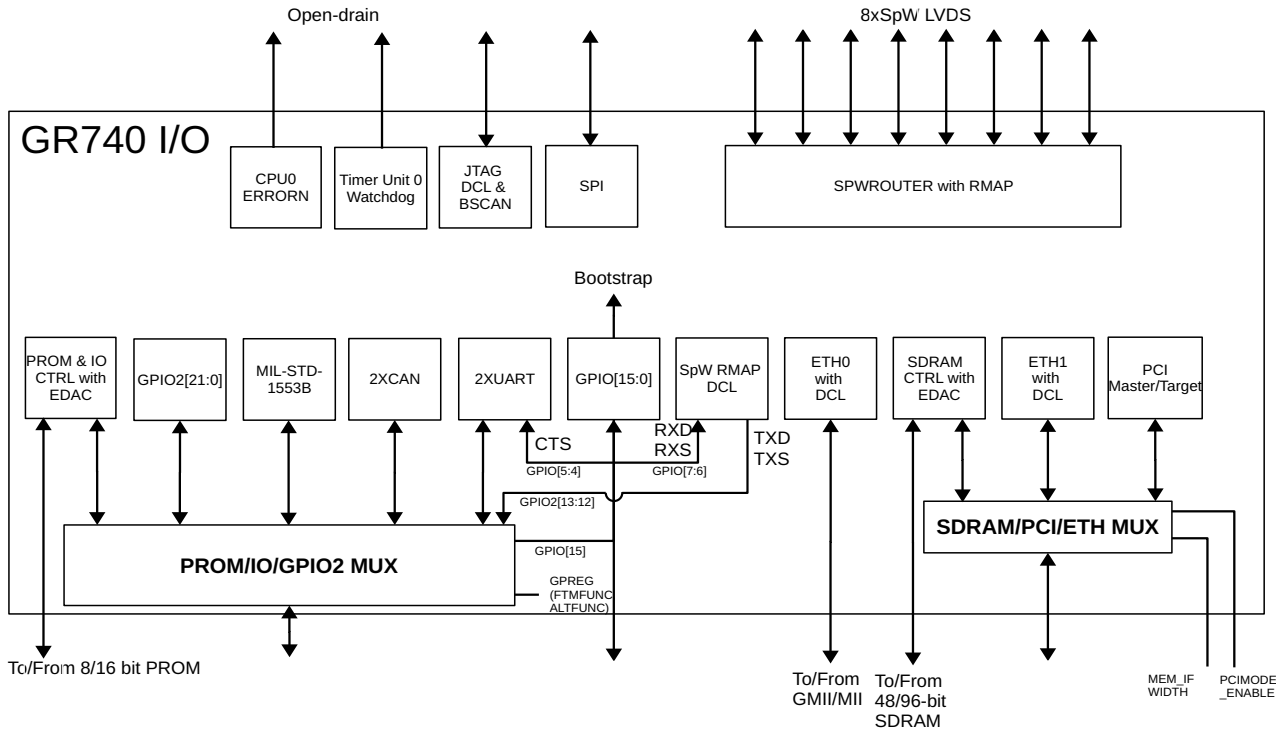 Open-drain
8xSpW LVDS
GR740 I/O
CPU0
ERRORN
Timer Unit 0
Watchdog
JTAG
DCL &
BSCAN
SPI
SPWROUTER with RMAP
Bootstrap
PROM & IO
CTRL with
EDAC
GPIO2[21:0]
MIL-STD-
1553B
2XCAN
2XUART
GPIO[15:0]
SpW RMAP
DCL
ETH0
with
DCL
SDRAM
CTRL with
EDAC
ETH1
with
DCL
PCI
Master/Target
CTS
GPIO[5:4]
RXD
RXS
GPIO[7:6]
TXD
TXS
GPIO2[13:12]
PROM/IO/GPIO2 MUX
GPIO[15]
GPREG
(FTMFUNC
ALTFUNC)
SDRAM/PCI/ETH MUX
To/From 8/16 bit PROM
To/From
GMII/MII
To/From
48/96-bit
SDRAM
MEM_IF
WIDTH
PCIMODE
_ENABLE